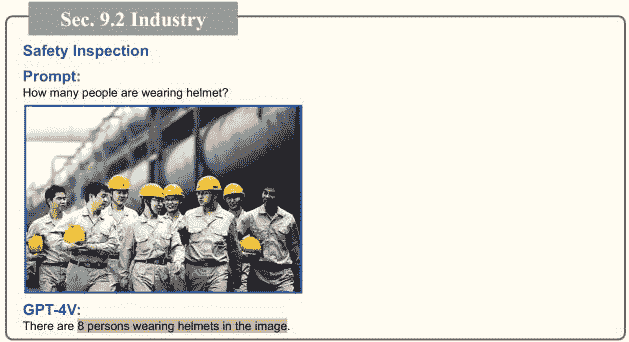 Sec. 9.2 Industry
Safety Inspection
Prompt:
How many people are wearing helmet?
GPT-4V:
There are 8 persons wearing helmets in the image.